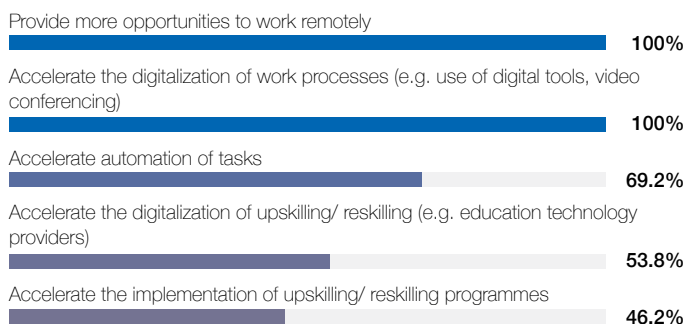 Provide more opportunities to work remotely
100%
Accelerate the digitalization of work processes (e.g. use of digital tools, video
conferencing)
100%
Accelerate automation of tasks
69.2%
Accelerate the digitalization of upskilling/ reskilling (e.g. education technology
providers)
53.8%
Accelerate the implementation of upskilling/ reskilling programmes
46.2%